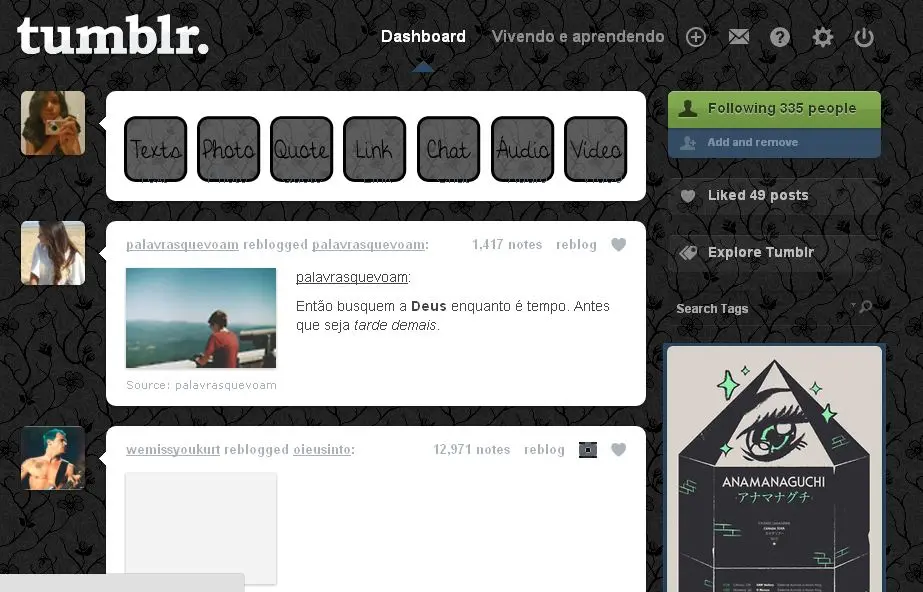 tumblr.
Dashboard
Vivendo e aprendendo
Texts
Photo
Quote
Link
Chat
Áudio
Vídeo
Following 335 people
Add and remove
Liked 49 posts
Explore Tumblr
Search Tags
palavrasquevoam reblogged palavrasquevoam:
1,417 notes
reblog
palavrasquevoam:
Então busquem a Deus enquanto é tempo. Antes
que seja tarde demais.
Source: palavrasquevoam
wemissyoukurt reblogged oieusinto:
12,971 notes
reblog
ANAMANAGUCHI
アナマナグチ